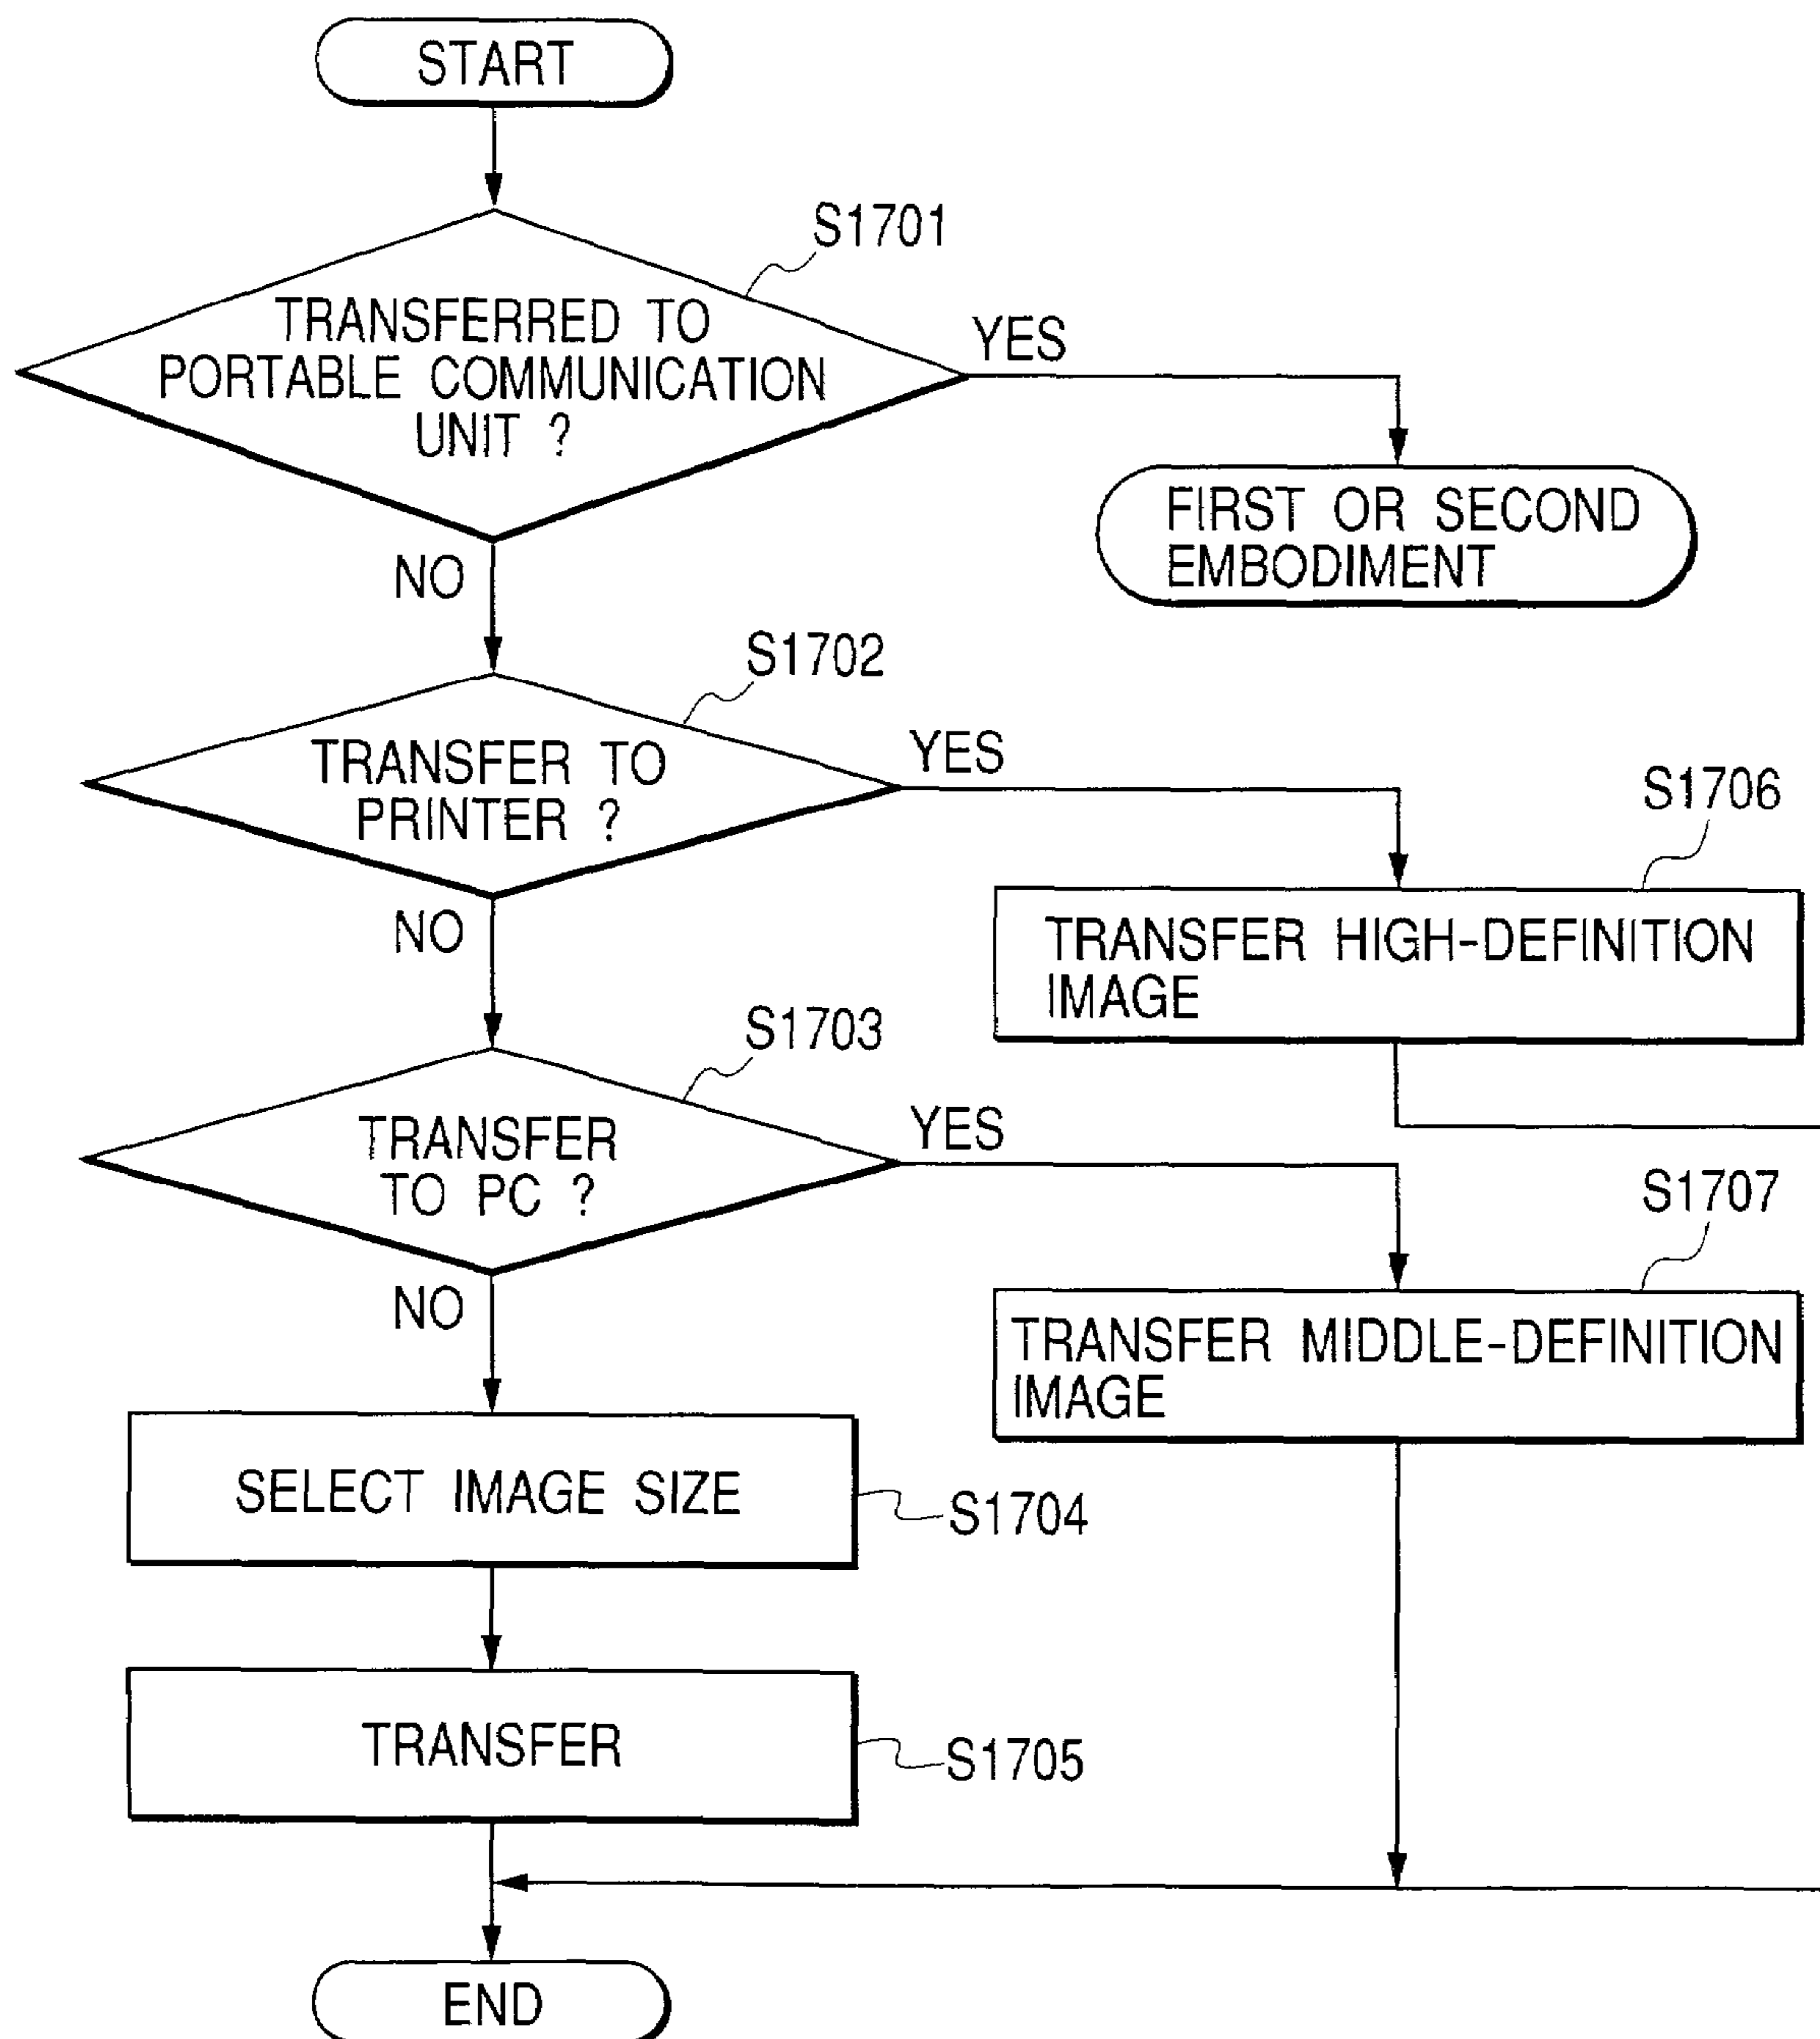 START
S1701
TRANSFERRED TO
PORTABLE COMMUNICATION
UNIT ?
YES
FIRST OR SECOND
EMBODIMENT
NO
S1702
TRANSFER TO
PRINTER ?
YES
S1706
TRANSFER HIGH-DEFINITION
IMAGE
NO
S1703
TRANSFER
TO PC ?
YES
S1707
TRANSFER MIDDLE-DEFINITION
IMAGE
NO
SELECT IMAGE SIZE
S1704
TRANSFER
S1705
END